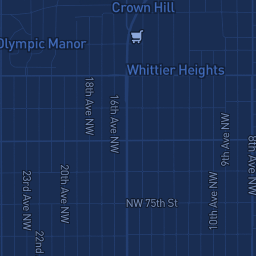 Crown Hill
Olympic Manor
Whittier Heights
18th Ave NW
16th Ave NW
9th Ave NW
8th Ave NW
23rd Ave NW
20th Ave NW
10th Ave NW
NW 75th St
22nd